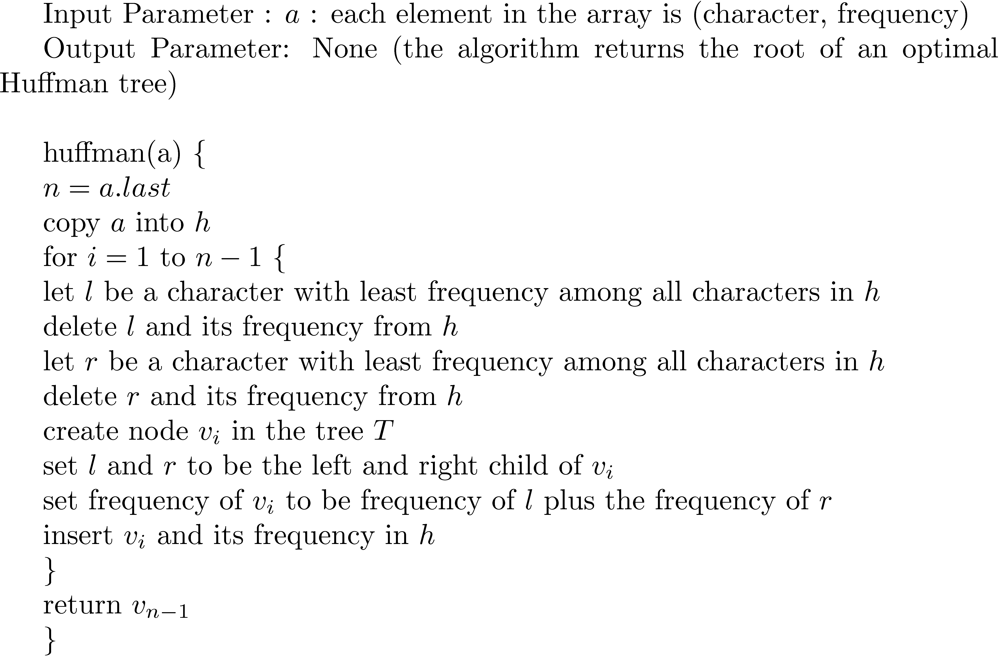 Input Parameter : a : each element in the array is (character, frequency)
Output Parameter: None (the algorithm returns the root of an optimal
Huffman tree)
huffman(a) {
n = a.last
copy a into h
for i = 1 to n − 1 {
let l be a character with least frequency among all characters in h
delete l and its frequency from h
let r be a character with least frequency among all characters in h
delete r and its frequency from h
create node v_i in the tree T
set l and r to be the left and right child of v_i
set frequency of v_i to be frequency of l plus the frequency of r
insert v_i and its frequency in h
}
return v_{n−1}
}